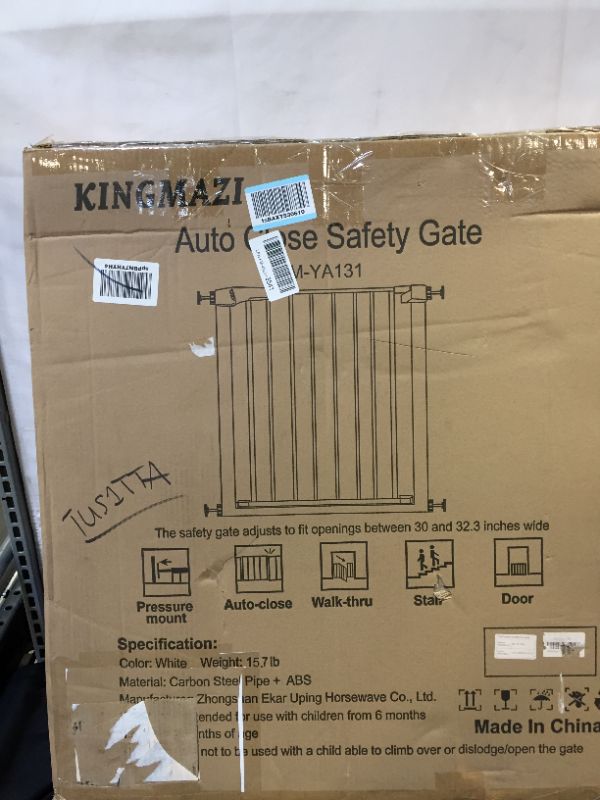 KINGMAZI
Auto Close Safety Gate
M-YA131
TUS1TTA
The safety gate adjusts to fit openings between 30 and 32.3 inches wide
Pressure mount
Auto-close
Walk-thru
Stair
Door
Specification:
Color: White Weight: 15.7 lb
Material: Carbon Steel Pipe + ABS
Manufacturer: Zhongshan Ekar Uping Horsewave Co., Ltd.
ended for use with children from 6 months
nths of age
not to be used with a child able to climb over or dislodge/open the gate
Made In China